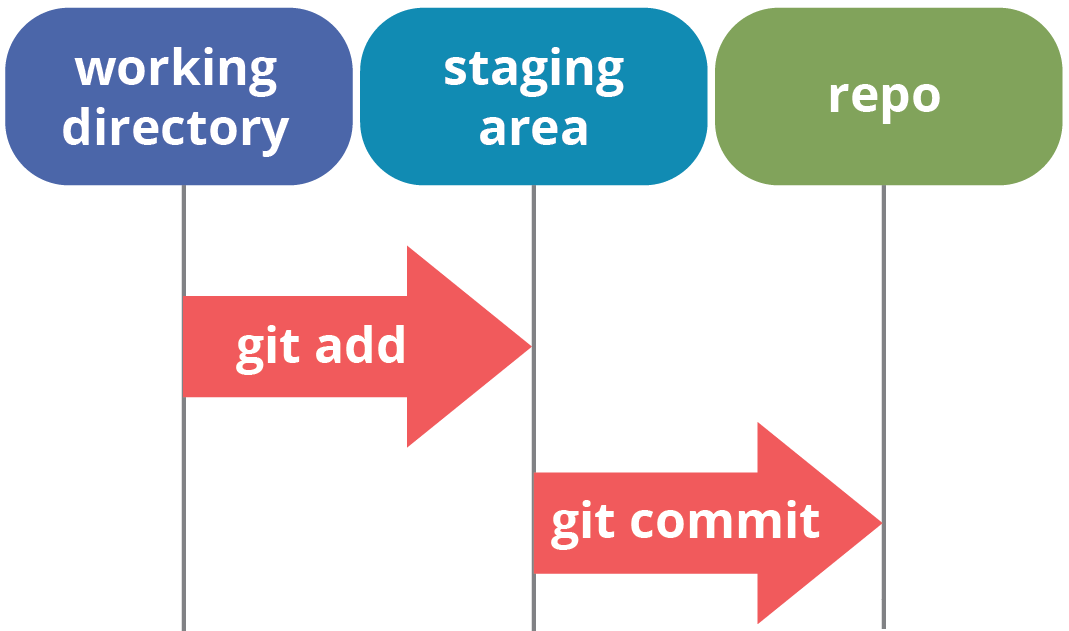 working
directory
staging
area
repo
git add
git commit